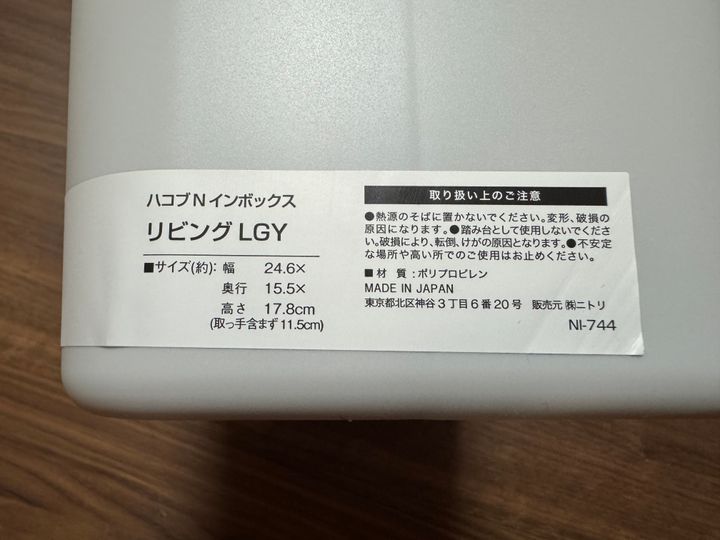 ハコブNインボックス
リビングLGY
■サイズ(約):幅 24.6×
奥行 15.5×
高さ 17.8cm
(取っ手含まず11.5cm)
取り扱い上のご注意
●熱源のそばに置かないでください。変形、破損の
原因になります。●踏み台として使用しないでくださ
い。破損により、転倒、けがの原因となります。●不安定
な場所や高い所でのご使用はお止めください。
■材 質:ポリプロピレン
MADE IN JAPAN
東京都北区神谷3丁目6番20号 販売元 ㈱ニトリ
NI-744